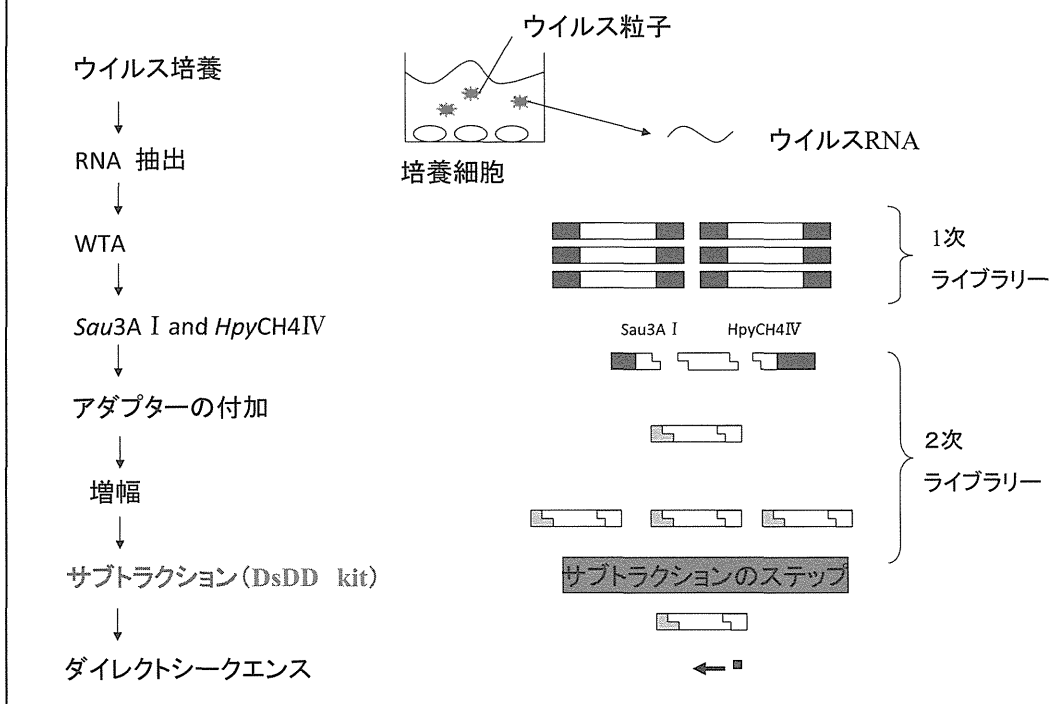 ウイルス培養
RNA 抽出
WTA
Sau3A Ⅰ and HpyCH4Ⅳ
アダプターの付加
増幅
サブトラクション(DsDD kit)
ダイレクトシークエンス
ウイルス粒子
培養細胞
ウイルスRNA
1次
ライブラリー
Sau3A Ⅰ
HpyCH4Ⅳ
2次
ライブラリー
サブトラクションのステップ